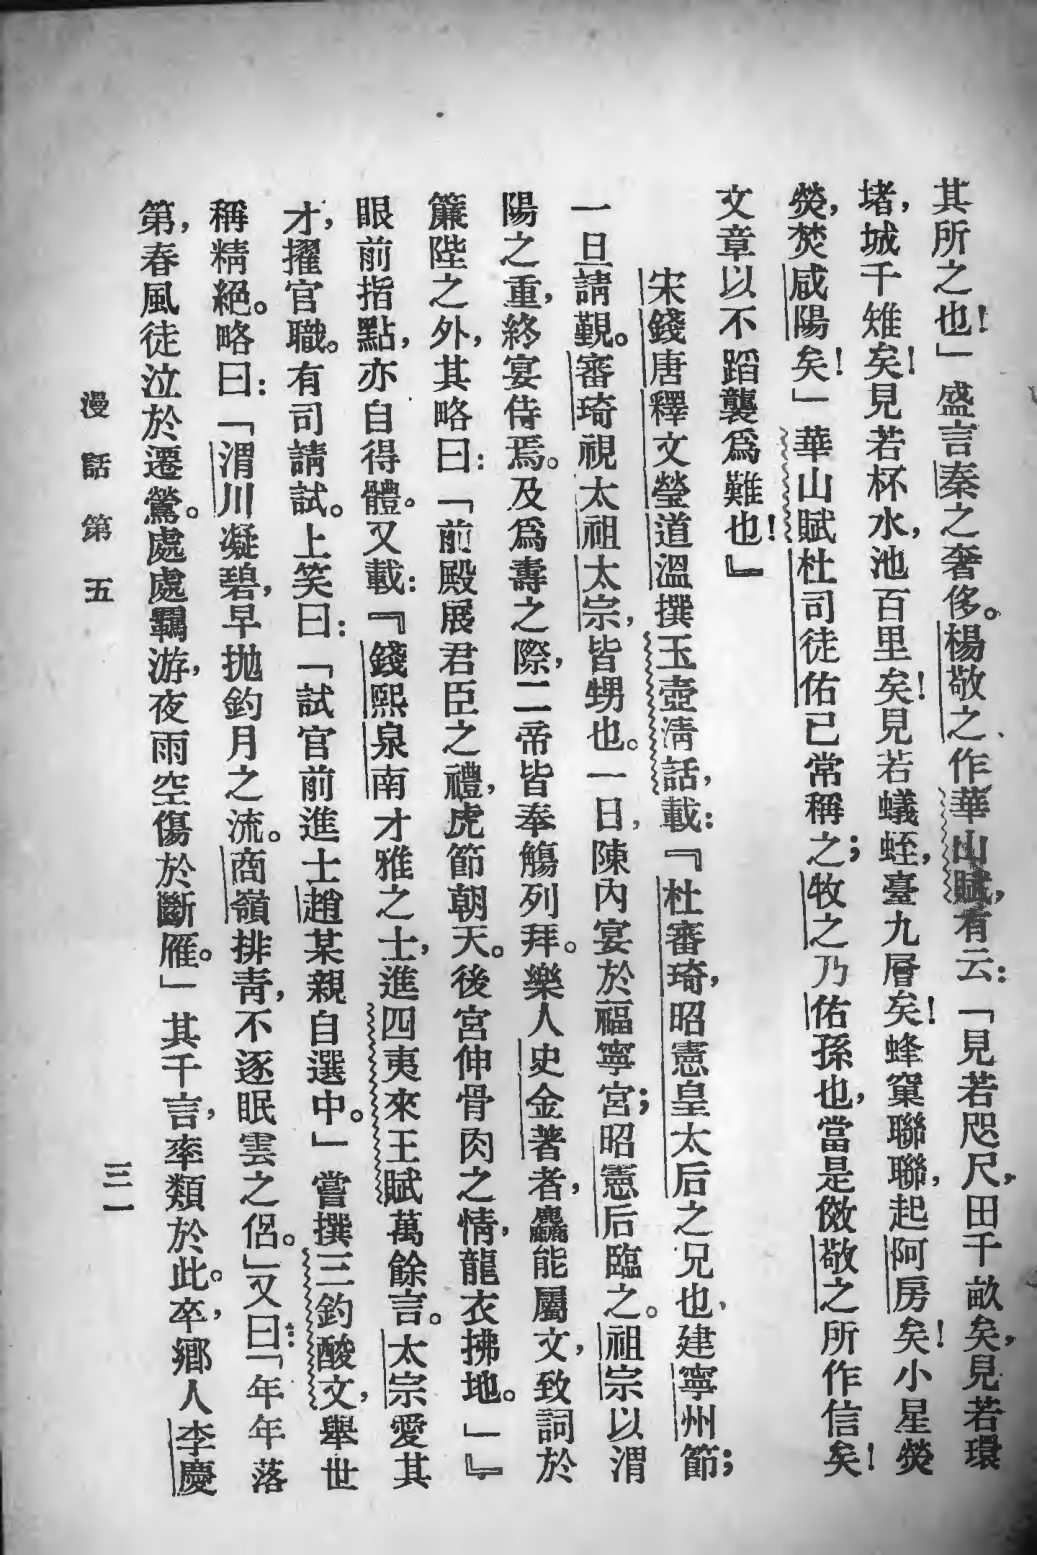 其所之也！」盛言秦之奢侈。楊敬之作華山賦，有云：「見若咫尺，田千畝矣，見若環
堵，城千雉矣！見若杯水，池百里矣！見若蟻蛭，臺九層矣！蜂窠聯聯，起阿房矣！小星熒
熒，焚咸陽矣！」華山賦杜司徒佑已常稱之；牧之乃佑孫也，當是傚敬之所作信矣！
文章以不蹈襲爲難也！』
宋錢唐釋文瑩道溫撰玉壺淸話，載：『杜審琦，昭憲皇太后之兄也，建寧州節；
一旦請覲。審琦視太祖太宗，皆甥也。一日，陳內宴於福寧宮；昭憲后臨之。祖宗以渭
陽之重，終宴侍焉。及爲壽之際，二帝皆奉觴列拜。樂人史金著者，麤能屬文，致詞於
簾陛之外，其略曰：「前殿展君臣之禮，虎節朝天。後宮伸骨肉之情，龍衣拂地。」』
眼前指點，亦自得體。又載：『錢熙泉南才雅之士，進四夷來王賦萬餘言。太宗愛其
才，擢官職。有司請試。上笑曰：「試官前進士趙某親自選中。」嘗撰三釣酸文，舉世
稱精絕。略曰：「渭川凝碧，早抛釣月之流。商嶺排靑，不逐眠雲之侶。」又曰：「年年落
第，春風徒泣於遷鶯。處處羈游，夜雨空傷於斷雁。」其千言，率類於此。卒，鄕人李慶
漫話第五
三一